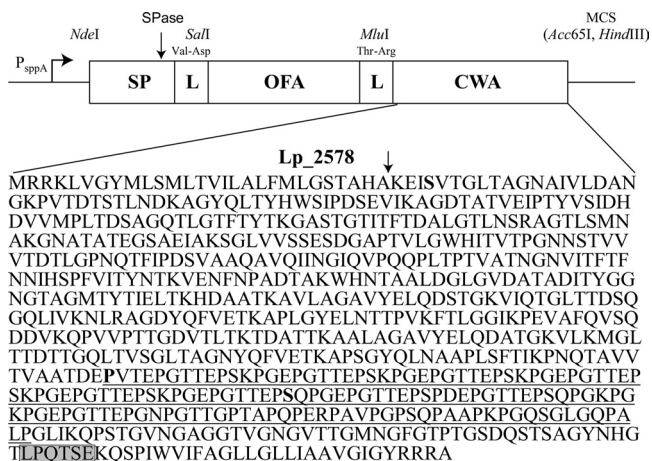 SPase
MCS
NdeI SalI MluI (Acc65I, HindIII)
Val-Asp Thr-Arg
PsppA
SP L OFA L CWA
Lp_2578
MRRKLVGYMLSMLTVILALFMLGSTAHAKEISVTGLTAGNAIVLDAN
GKPVTDTSTLNDKAGYQLTYHWSIPDSEVIKAGDTATVEIPTYVSIDH
DVVMPLTDSAGQTLGTFTYTKGASTGTITFTDALGTLNSRAGTLSMN
AKGNATATEGSAEIAKSGLVVSSESDGAPTVLGWHITVTPGNNSTVV
VTDTLGPNQTFIPDSVAAQAVQIINGIQVPQQPLTPTVATNGNVITFTF
NNIHSPFVITYNTKVENFNPADTAKWHNTAALDGLGVDATADITYGG
NGTAGMTYTIELTKHDAATKAVLAGAVYELQDSTGKVIQTGLTTDSQ
GQLIVKNLRAGDYQFVETKAPLGYELNTTPVKFTLGGIKPEVAFQVSQ
DDVKQPVVPTTGDVTLTKTDATTKAALAGAVYELQDATGKVLKMGL
TTDTTGQLTVSGLTAGNYQFVETKAPSGYQLNAAPLSFTIKPNQTAVV
TVAATDEPVTEPGTTEPSKPGEPGTTEPSKPGEPGTTEPSKPGEPGTTEP
SKPGEPGTTEPSKPGEPGTTEPSQPGEPGTTEPSPDEPGTTEPSQPGKPG
KPGEPGTTEPGNPGTTGPTAPQPERPAVPGPSQPAAPKPGQSGLGQPA
LPGLIKQPSTGVNGAGGTVGNGVTTGMNGFGTPGSDQSTSAGYNHG
TLPQTSEKQSPIWVIFAGLLGLLIAAVGIGYRRRA